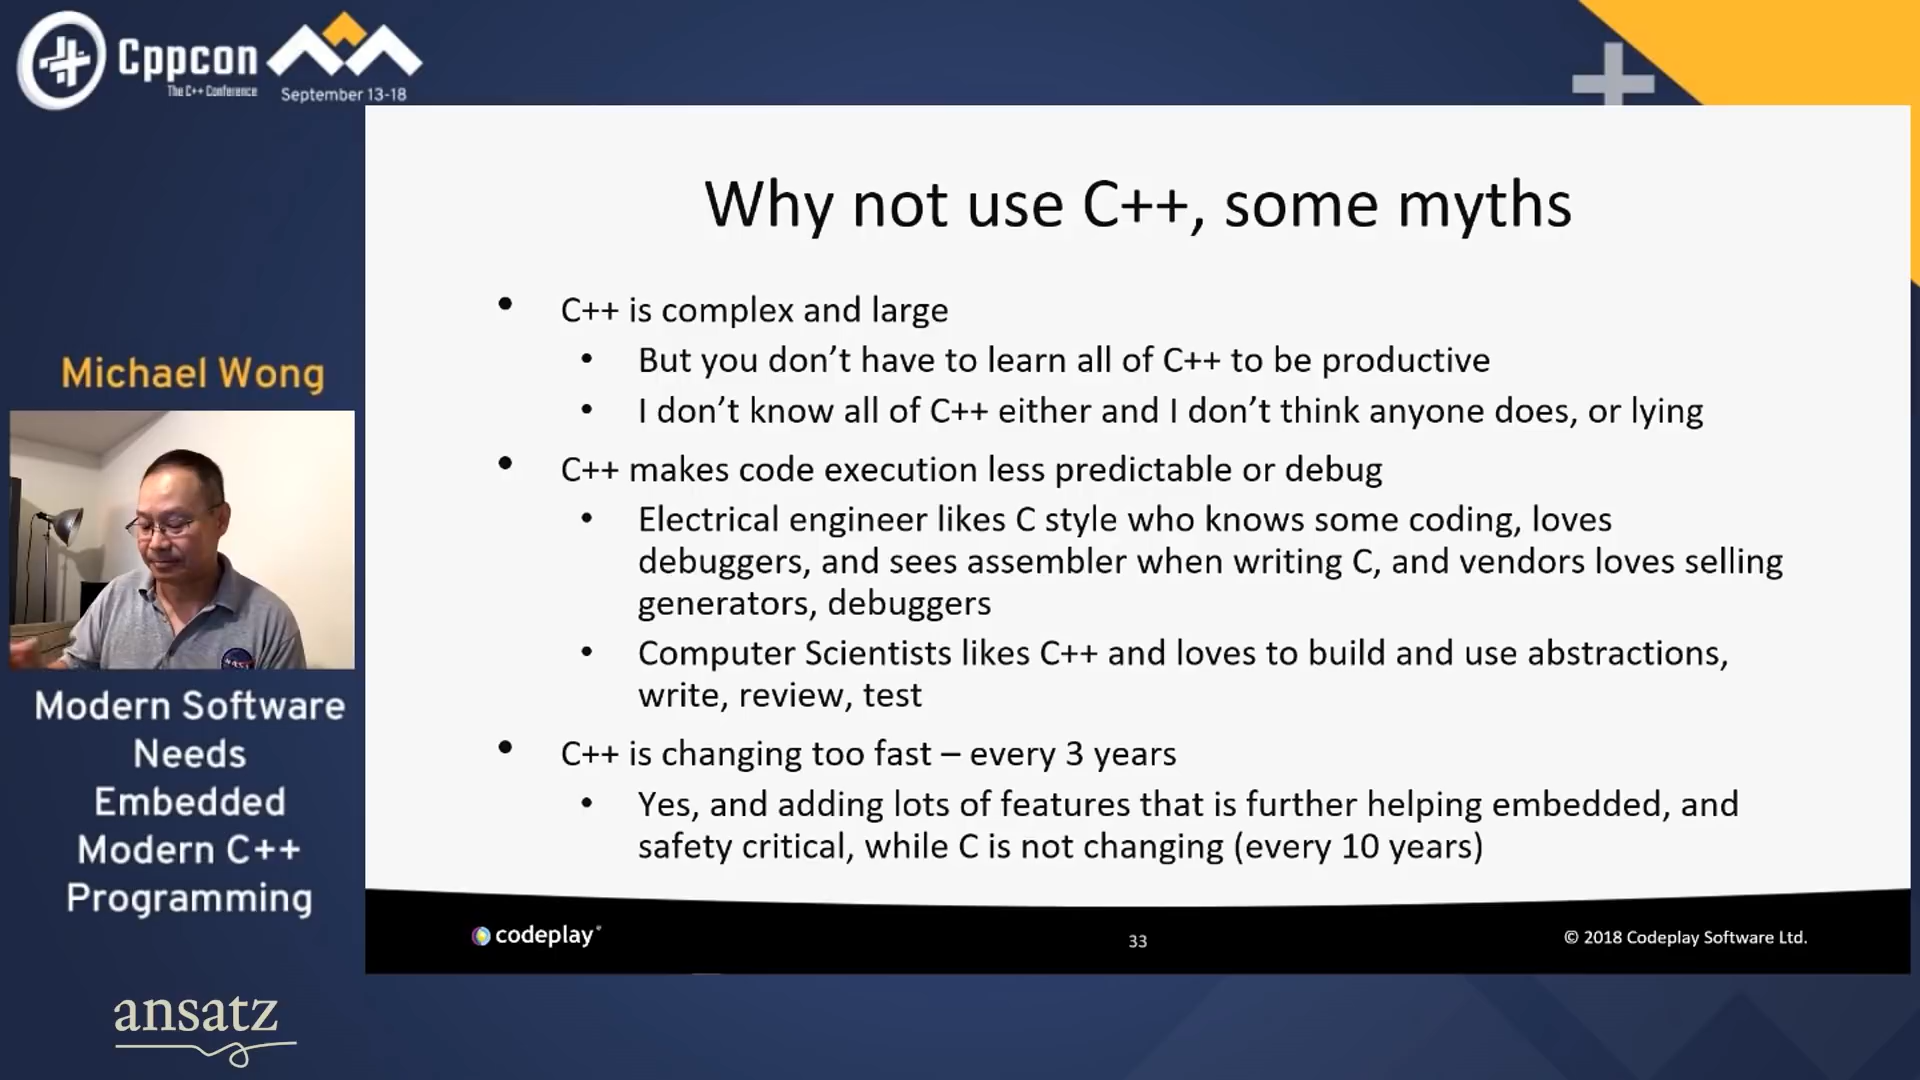 Cppcon
The C++ Conference
September 13-18
Why not use C++, some myths
• C++ is complex and large
• But you don’t have to learn all of C++ to be productive
• I don’t know all of C++ either and I don’t think anyone does, or lying
• C++ makes code execution less predictable or debug
• Electrical engineer likes C style who knows some coding, loves
debuggers, and sees assembler when writing C, and vendors loves selling
generators, debuggers
• Computer Scientists likes C++ and loves to build and use abstractions,
write, review, test
• C++ is changing too fast – every 3 years
• Yes, and adding lots of features that is further helping embedded, and
safety critical, while C is not changing (every 10 years)
codeplay
33
© 2018 Codeplay Software Ltd.
Michael Wong
NASA
Modern Software
Needs
Embedded
Modern C++
Programming
ansatz